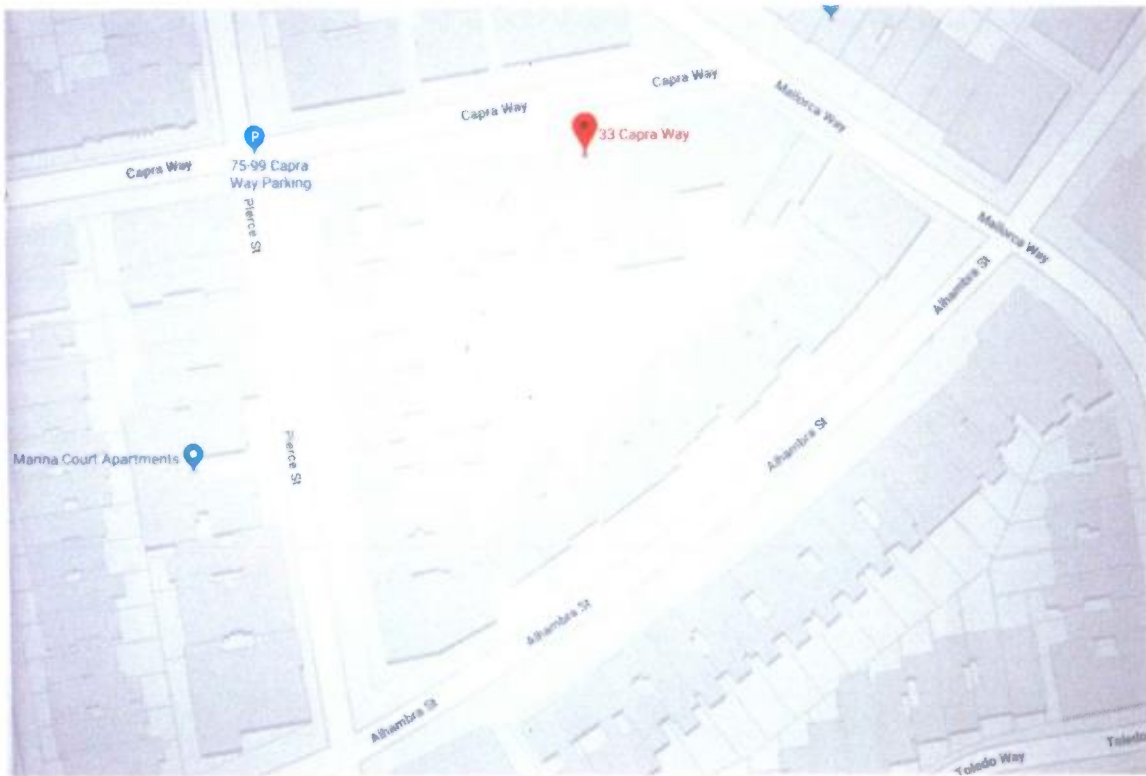 Capra Way
Capra Way
Mallorca Way
33 Capra Way
Capra Way
75-99 Capra
Way Parking
Pierce St
Mallorca Way
Alhambra St
Pierce St
Alhambra St
Marina Court Apartments
Alhambra St
Alhambra St
Toledo Way
Toledo